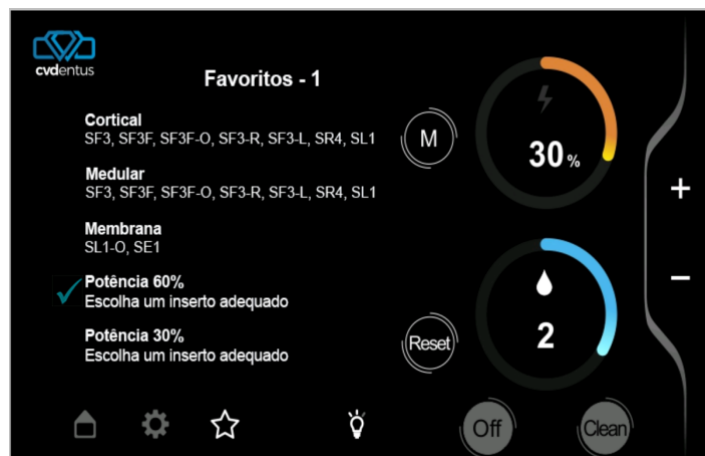 cvdentus
Favoritos - 1
Cortical
SF3, SF3F, SF3F-O, SF3-R, SF3-L, SR4, SL1
M
30%
Medular
SF3, SF3F, SF3F-O, SF3-R, SF3-L, SR4, SL1
+
Membrana
SL1-O, SE1
-
Potência 60%
Escolha um inserto adequado
2
Potência 30%
Escolha um inserto adequado
Reset
Off
Clean